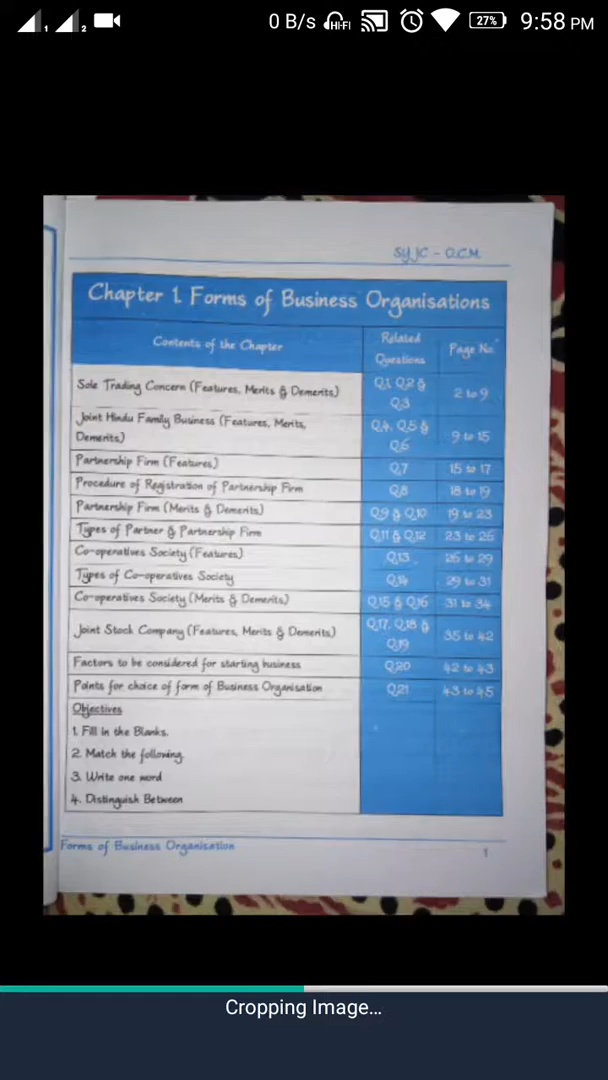 1 2 0 B/s HI-FI 27% 9:58 PM
SYJC - O.C.M.
Chapter 1. Forms of Business Organisations
Contents of the Chapter
Related
Questions
Page No.
Sole Trading Concern (Features, Merits & Demerits)
Q.1, Q.2 &
Q.3
2 to 9
Joint Hindu Family Business (Features, Merits,
Demerits)
Q.4, Q.5 &
Q.6
9 to 15
Partnership Firm (Features) Q.7 15 to 17
Procedure of Registration of Partnership Firm Q.8 18 to 19
Partnership Firm (Merits & Demerits) Q.9 & Q.10 19 to 23
Types of Partner & Partnership Firm Q.11 & Q.12 23 to 26
Co-operatives Society (Features) Q.13 26 to 29
Types of Co-operatives Society Q.14 29 to 31
Co-operatives Society (Merits & Demerits) Q.15 & Q.16 31 to 34
Joint Stock Company (Features, Merits & Demerits)
Q.17, Q.18 &
Q.19
35 to 42
Factors to be considered for starting business Q.20 42 to 43
Points for choice of form of Business Organisation Q.21 43 to 45
Objectives
1. Fill in the Blanks.
2. Match the following.
3. Write one word
4. Distinguish Between
Forms of Business Organisation 1
Cropping Image...